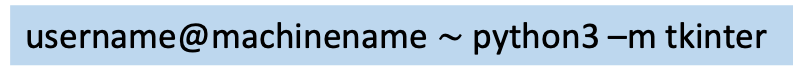 username@machinename ~ python3 –m tkinter